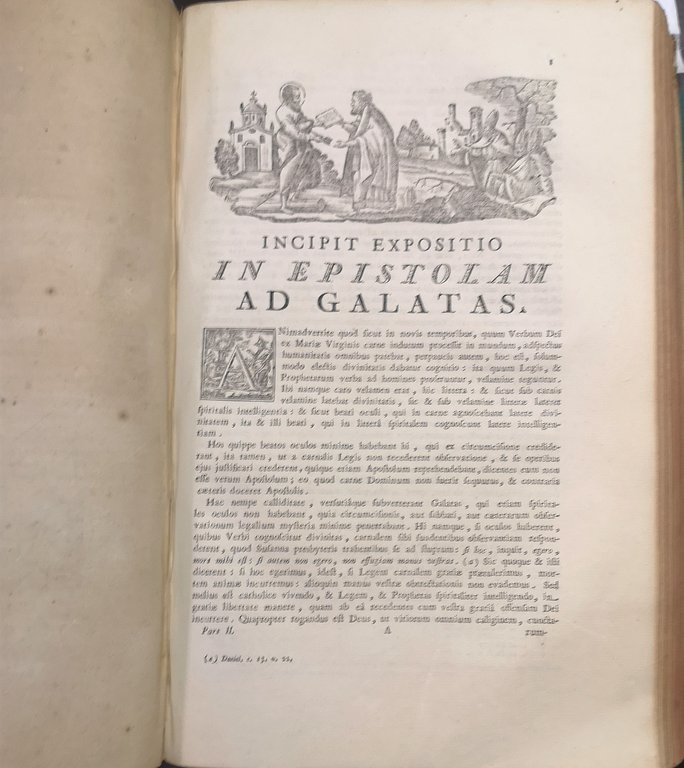 1
INCIPIT EXPOSITIO
IN EPISTOLAM
AD GALATAS.
ANimadvertite quod sicut in novis temporibus, quum Verbum Dei
ex Mariæ Virginis carne indutum processit in mundum, adspectus
humanitatis omnibus patebat, perpaucis autem, hoc est, solum-
modo electis divinitatis dabatur cognitio: ita quum Legis, &
Prophetarum verba ad homines proferuntur, velamine teguntur.
Ibi namque caro velamen erat, hic littera: & sicut sub carnis
velamine latebat divinitas, sic & sub velamine litteræ latebat
spiritalis intelligentia: & sicut beati oculi, qui in carne agnoscebant latere divi-
nitatem, ita & illi beati, qui in litterâ spiritalem cognoscunt latere intelligen-
tiam.
Hos quippe beatos oculos minime habebant hi, qui ex circumcisione credide-
rant, ita tamen, ut a carnalis Legis non recederent observatione, & se operibus
ejus justificari crederent, quique etiam Apostolum reprehendebant, dicentes eum non
esse verum Apostolum; eo quod carne Dominum non fuerit sequutus, & contraria
cæteris doceret Apostolis.
Hac nempe calliditate, versutiâque subverterant Galatas, qui etiam spirita-
les oculos non habebant, quia circumcisionis, aut sabbati, aut cæterarum obser-
vationum legalium mysteria minime penetrabant. Hi namque, si oculos haberent,
quibus Verbi cognoscitur divinitas, carnalem sibi suadentibus observantiam respon-
derent, quod Susanna presbyteris trahentibus se ad stuprum: si hoc, inquit, egero,
mors mihi est: si autem non egero, non effugiam manus vestras. (a) Sic quoque & illi
dicerent: si hoc egerimus, idest, si Legem carnalem gratiæ prætulerimus, mor-
tem animæ incurremus: alioquin manus vestræ obtrectationis non evademus. Sed
melius est catholice vivendo, & Legem, & Prophetas spiritaliter intelligendo, in
gratiæ libertate manere, quam ab eâ recedentes cum vestra gratiâ offensam Dei
incurrere. Quapropter rogandus est Deus, ut vitiorum omnium caliginem, cuncta-
Part II. A rum-
(a) Daniel. c. 13. v. 22.